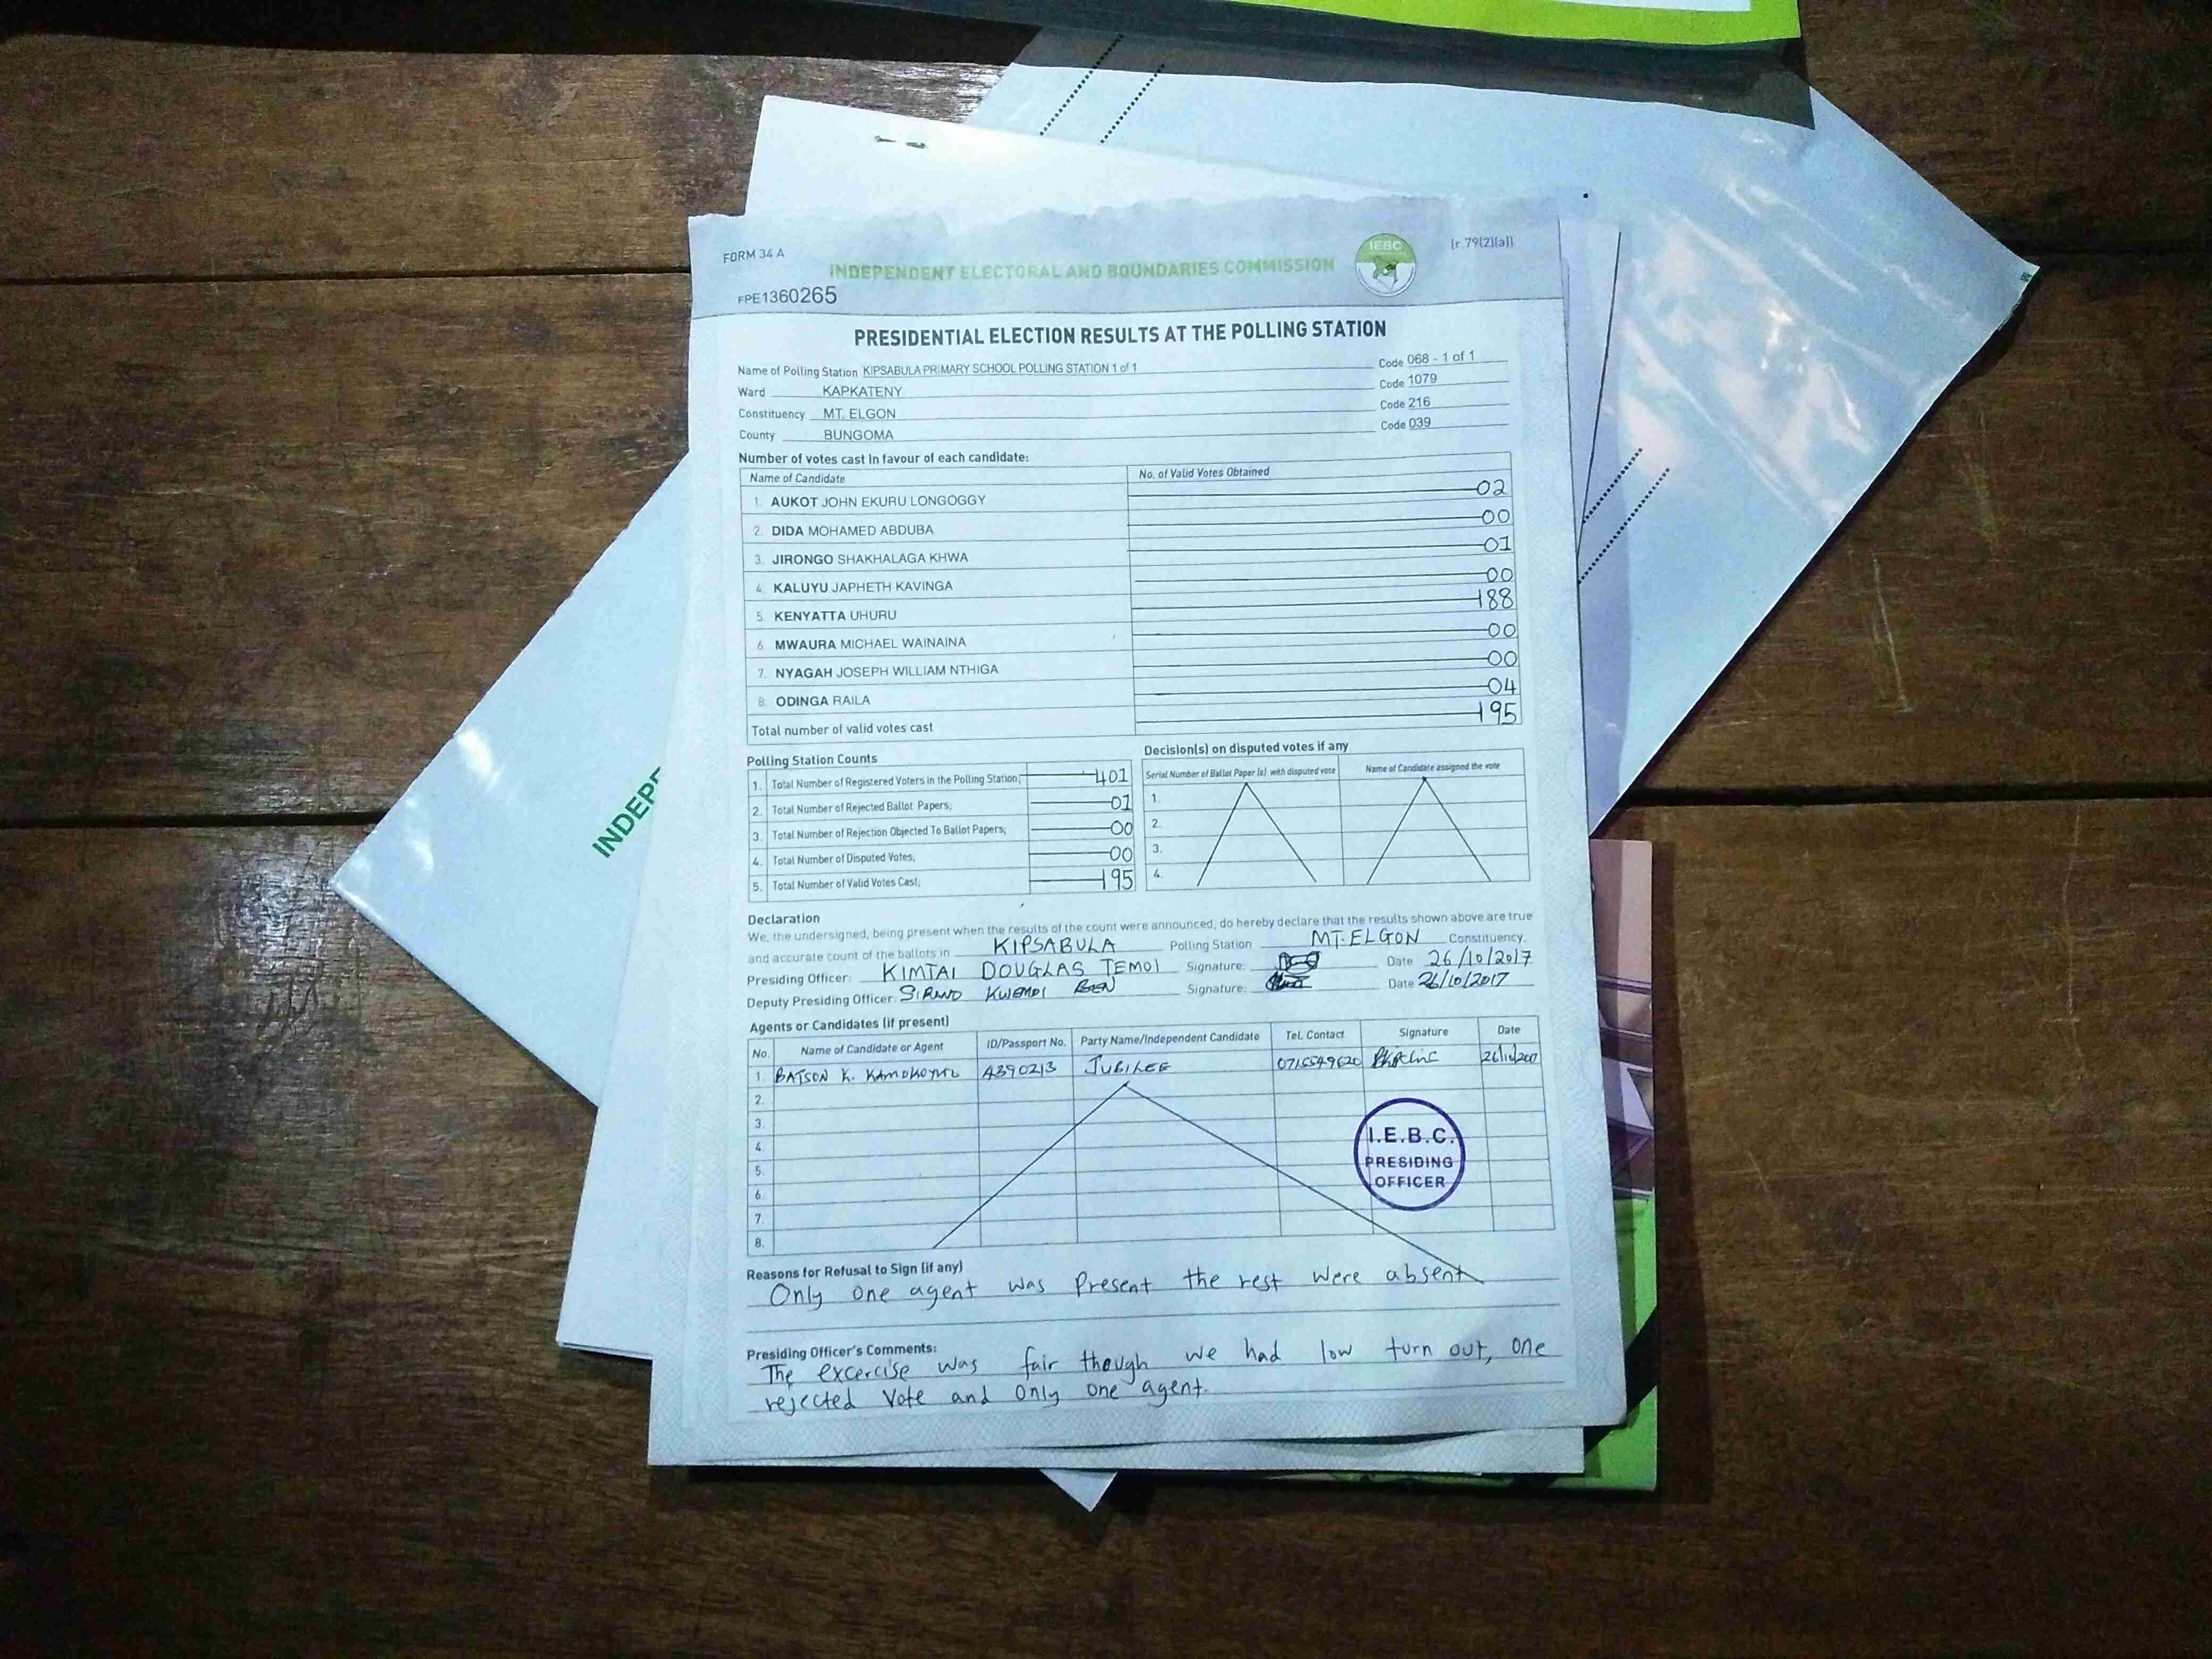 FORM 34 A
[r.79(2)(a)]
INDEPENDENT ELECTORAL AND BOUNDARIES COMMISSION
IEBC
FPE1360265
PRESIDENTIAL ELECTION RESULTS AT THE POLLING STATION
Name of Polling Station KIPSABULA PRIMARY SCHOOL POLLING STATION 1 of 1 Code 068 - 1 of 1
Ward KAPKATENY Code 1079
Constituency MT. ELGON Code 216
County BUNGOMA Code 039
Number of votes cast in favour of each candidate:
Name of Candidate No. of Valid Votes Obtained
1. AUKOT JOHN EKURU LONGOGGY 02
2. DIDA MOHAMED ABDUBA 00
3. JIRONGO SHAKHALAGA KHWA 01
4. KALUYU JAPHETH KAVINGA 00
5. KENYATTA UHURU 188
6. MWAURA MICHAEL WAINAINA 00
7. NYAGAH JOSEPH WILLIAM NTHIGA 00
8. ODINGA RAILA 04
Total number of valid votes cast 195
Polling Station Counts
1. Total Number of Registered Voters in the Polling Station; 401
2. Total Number of Rejected Ballot Papers; 01
3. Total Number of Rejection Objected To Ballot Papers; 00
4. Total Number of Disputed Votes; 00
5. Total Number of Valid Votes Cast; 195
Decision(s) on disputed votes if any
Serial Number of Ballot Paper (s) with disputed vote Name of Candidate assigned the vote
1.
2.
3.
4.
Declaration
We, the undersigned, being present when the results of the count were announced, do hereby declare that the results shown above are true
and accurate count of the ballots in KIPSABULA Polling Station MT. ELGON Constituency.
Presiding Officer: KIMTAI DOUGLAS TEMOI Signature: Date 26/10/2017
Deputy Presiding Officer: KWEMOI BEN Signature: Date 26/10/2017
Agents or Candidates (if present)
No. Name of Candidate or Agent ID/Passport No. Party Name/Independent Candidate Tel. Contact Signature Date
1. BATSON K. 4390213 JUBILEE 26/10/2017
2.
3.
4.
5.
6.
7.
8.
I.E.B.C.
PRESIDING
OFFICER
Reasons for Refusal to Sign (if any)
Only one agent was Present the rest were absent
Presiding Officer's Comments:
The excercise was fair though we had low turn out, one
rejected Vote and only one agent.
INDEPE